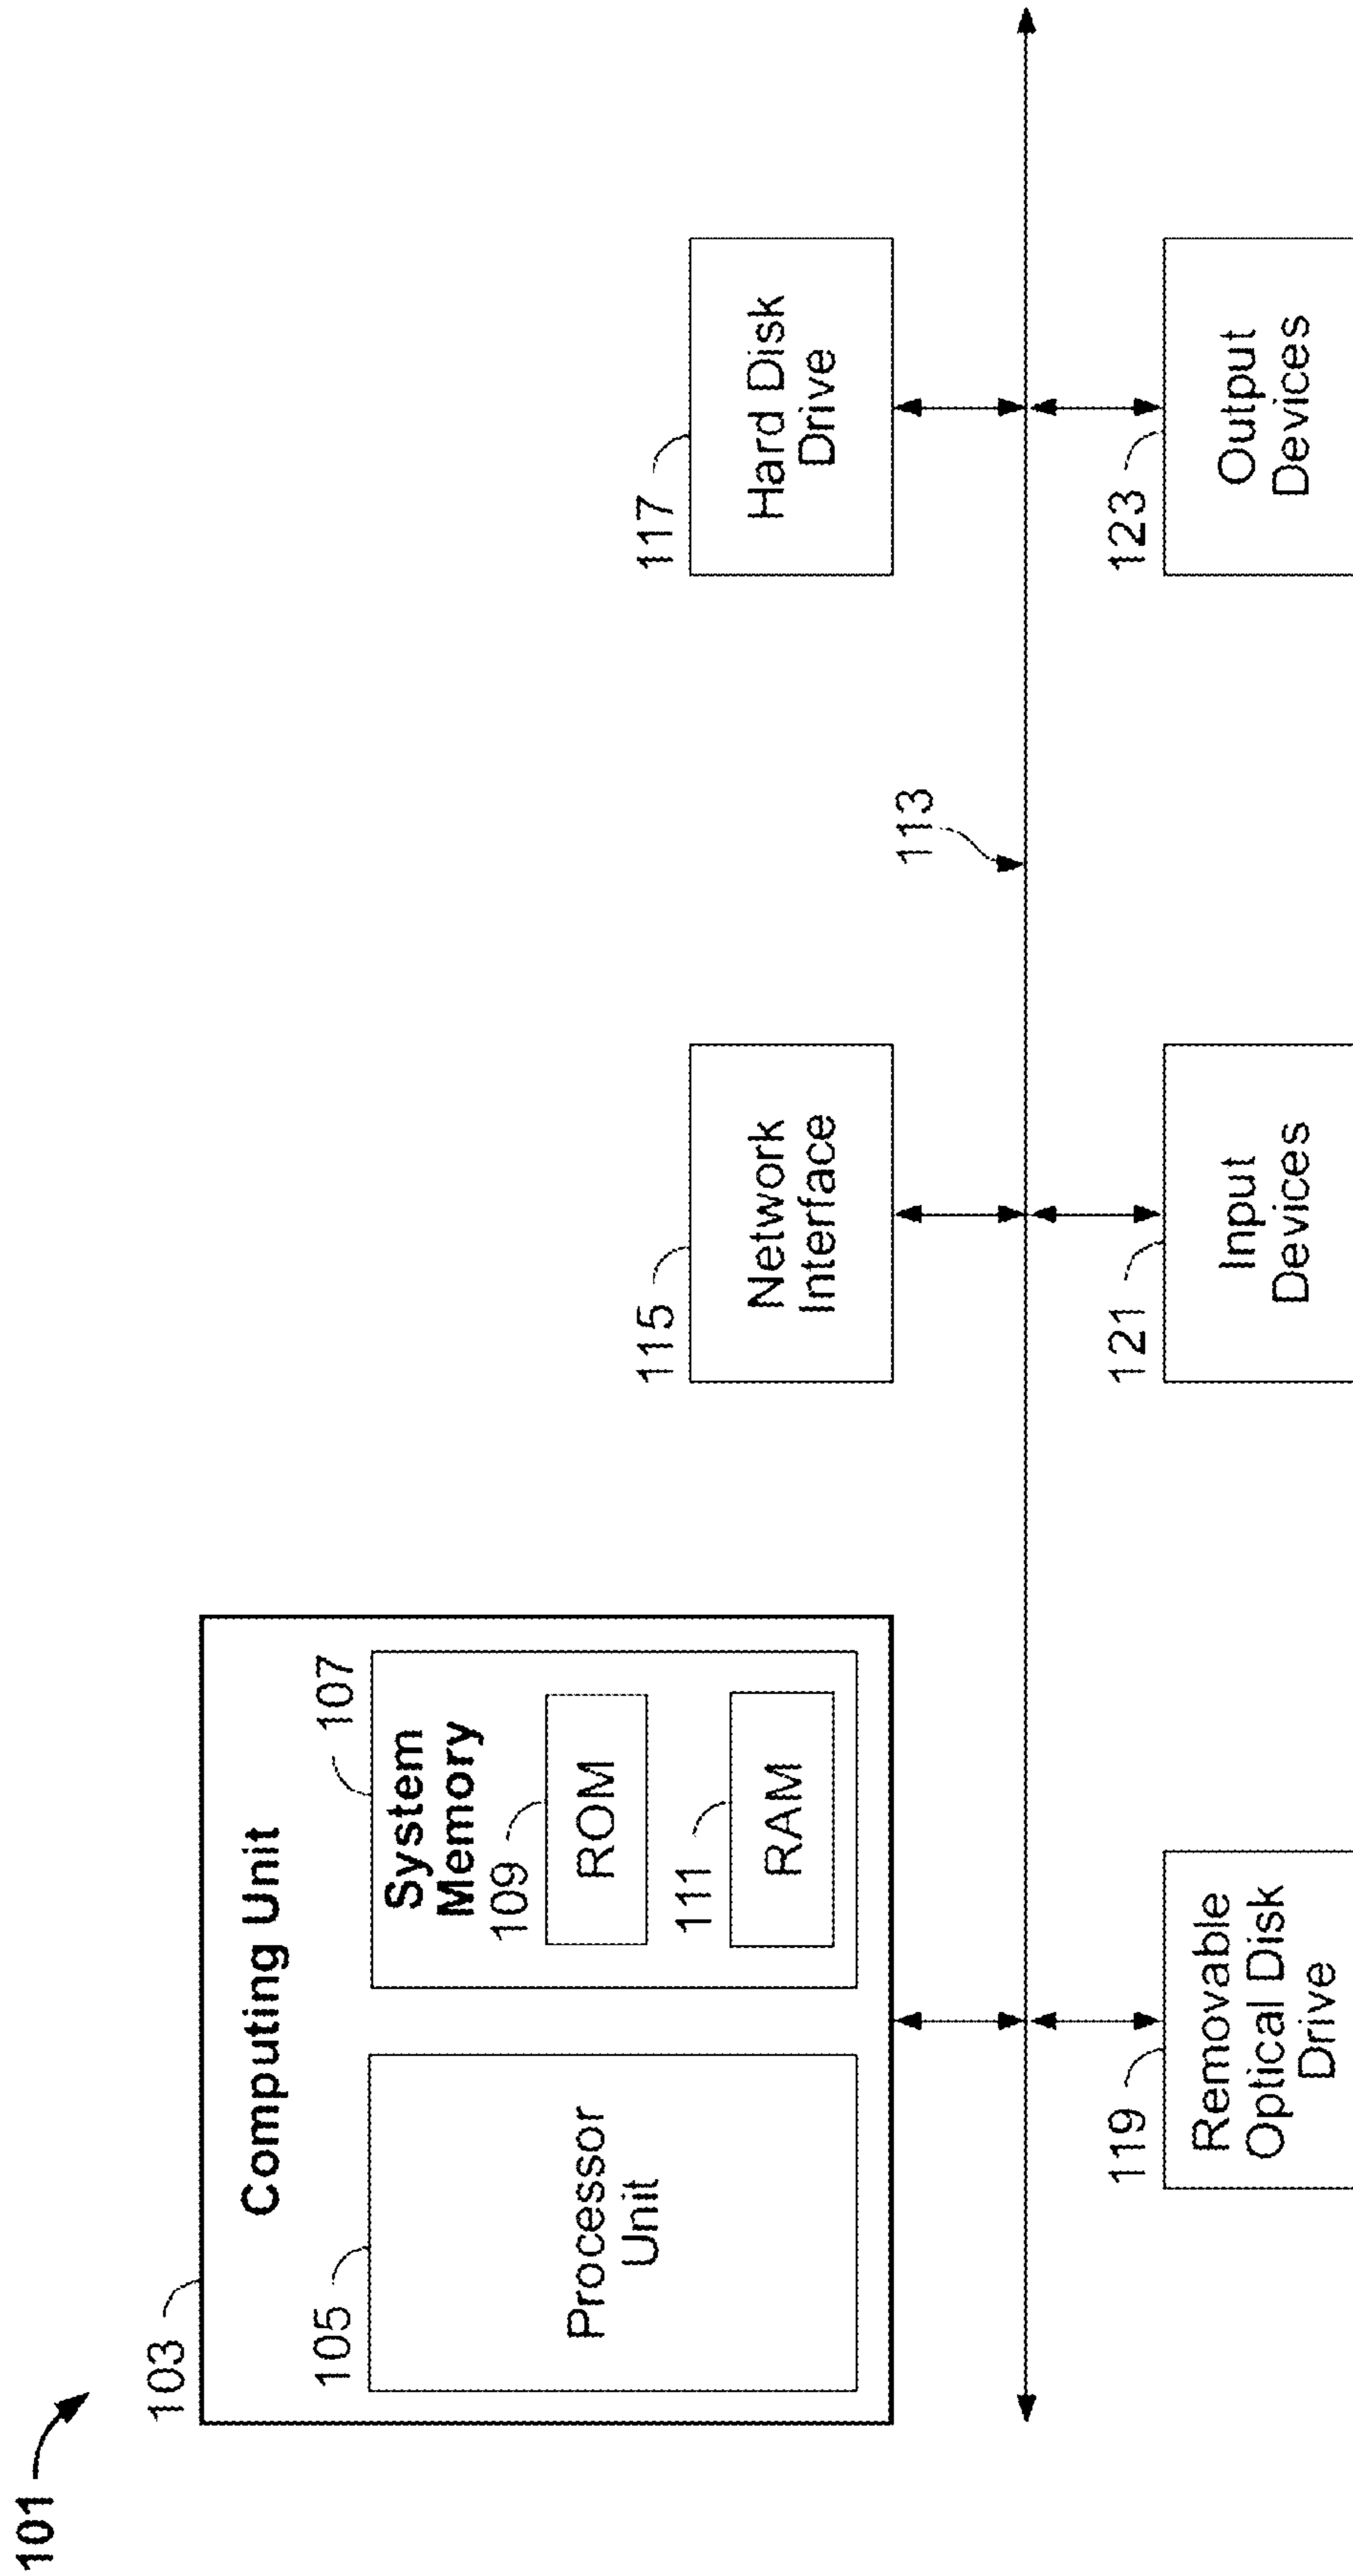 101
103
Computing Unit
105
Processor
Unit
107
System
Memory
109
ROM
111
RAM
115
Network
Interface
117
Hard Disk
Drive
113
119
Removable
Optical Disk
Drive
121
Input
Devices
123
Output
Devices